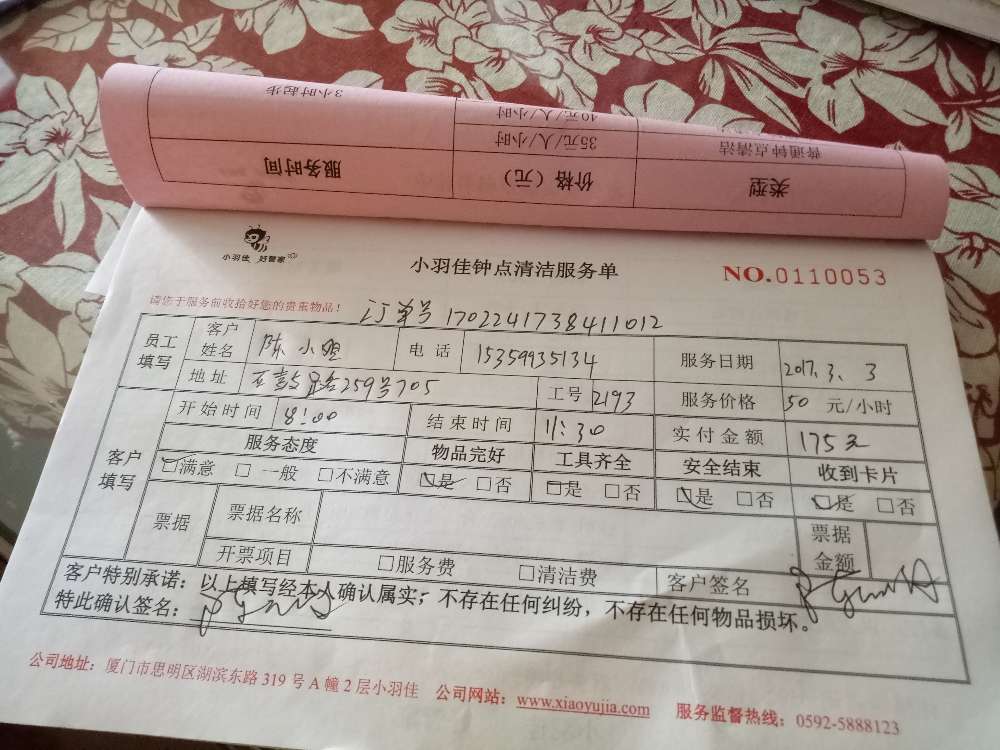 3小时起步
40元/人/小时
35元/人/小时
普通钟点清洁
服务时间
价格（元）
类型
小羽佳 好管家
小羽佳钟点清洁服务单
NO.0110053
请您于服务前收拾好您的贵重物品！
订单号 1702241738411012
员工填写
客户姓名 陈小姐 电话 15359935134 服务日期 2017.3.3
地址 259号705 工号 2193 服务价格 50 元/小时
客户填写
开始时间 8:00 结束时间 11:30 实付金额 175元
服务态度 物品完好 工具齐全 安全结束 收到卡片
☑满意 □一般 □不满意 ☑是 □否 ☑是 □否 ☑是 □否 ☑是 □否
票据 票据名称 票据金额
开票项目 □服务费 □清洁费 客户签名
客户特别承诺：以上填写经本人确认属实；不存在任何纠纷，不存在任何物品损坏。
特此确认签名：
公司地址：厦门市思明区湖滨东路 319 号 A 幢 2 层小羽佳 公司网站：www.xiaoyujia.com 服务监督热线：0592-5888123